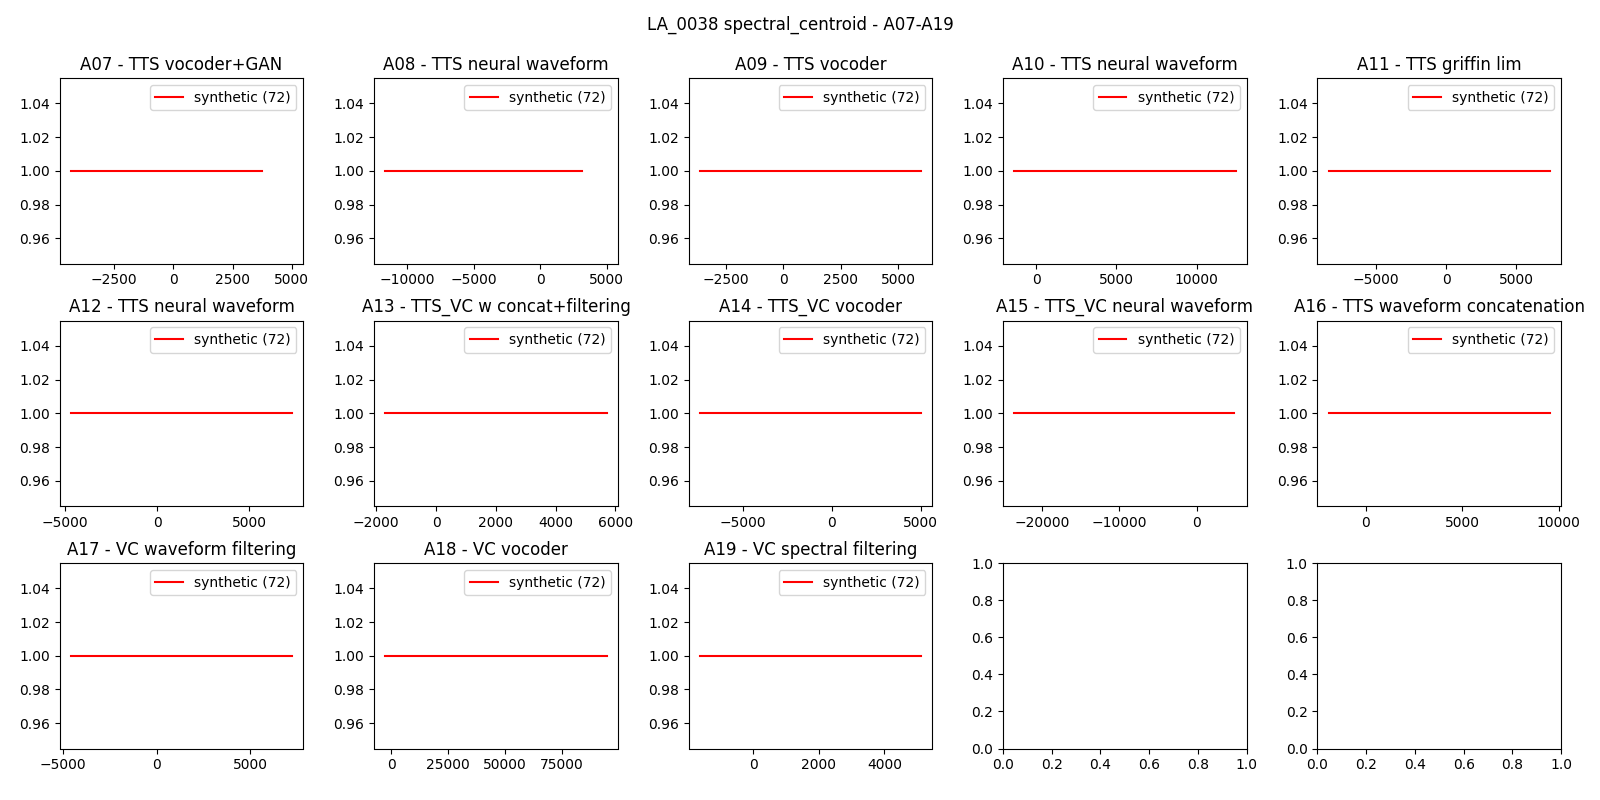 LA_0038 spectral_centroid - A07-A19
A07 - TTS vocoder+GAN
A08 - TTS neural waveform
A09 - TTS vocoder
A10 - TTS neural waveform
A11 - TTS griffin lim
synthetic (72)
synthetic (72)
synthetic (72)
synthetic (72)
synthetic (72)
1.04 1.04 1.04 1.04 1.04
1.02 1.02 1.02 1.02 1.02
1.00 1.00 1.00 1.00 1.00
0.98 0.98 0.98 0.98 0.98
0.96 0.96 0.96 0.96 0.96
−2500 0 2500 5000
−10000 −5000 0 5000
−2500 0 2500 5000
0 5000 10000
−5000 0 5000
A12 - TTS neural waveform
A13 - TTS_VC w concat+filtering
A14 - TTS_VC vocoder
A15 - TTS_VC neural waveform
A16 - TTS waveform concatenation
synthetic (72)
synthetic (72)
synthetic (72)
synthetic (72)
synthetic (72)
1.04 1.04 1.04 1.04 1.04
1.02 1.02 1.02 1.02 1.02
1.00 1.00 1.00 1.00 1.00
0.98 0.98 0.98 0.98 0.98
0.96 0.96 0.96 0.96 0.96
−5000 0 5000
−2000 0 2000 4000 6000
−5000 0 5000
−20000 −10000 0
0 5000 10000
A17 - VC waveform filtering
A18 - VC vocoder
A19 - VC spectral filtering
synthetic (72)
synthetic (72)
synthetic (72)
1.04 1.04 1.04 1.0 1.0
1.02 1.02 1.02 0.8 0.8
1.00 1.00 1.00 0.6 0.6
0.98 0.98 0.98 0.4 0.4
0.96 0.96 0.96 0.2 0.2
0.0 0.0
−5000 0 5000
0 25000 50000 75000
0 2000 4000
0.0 0.2 0.4 0.6 0.8 1.0
0.0 0.2 0.4 0.6 0.8 1.0